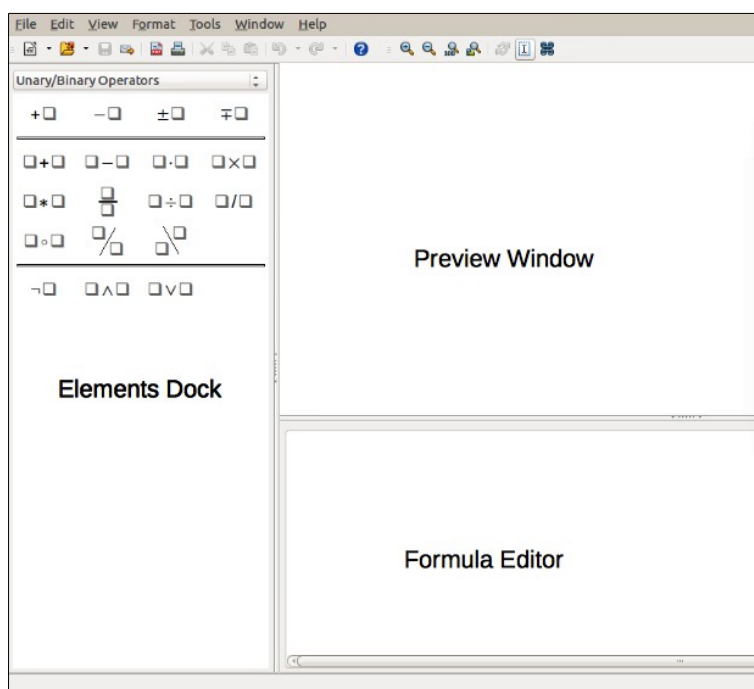 File Edit View Format Tools Window Help
Unary/Binary Operators
+□ −□ ±□ ∓□
□+□ □−□ □·□ □×□
□∗□ □/□ □÷□ □/□
□∘□ □/□ □\□
¬□ □∧□ □∨□
Preview Window
Elements Dock
Formula Editor